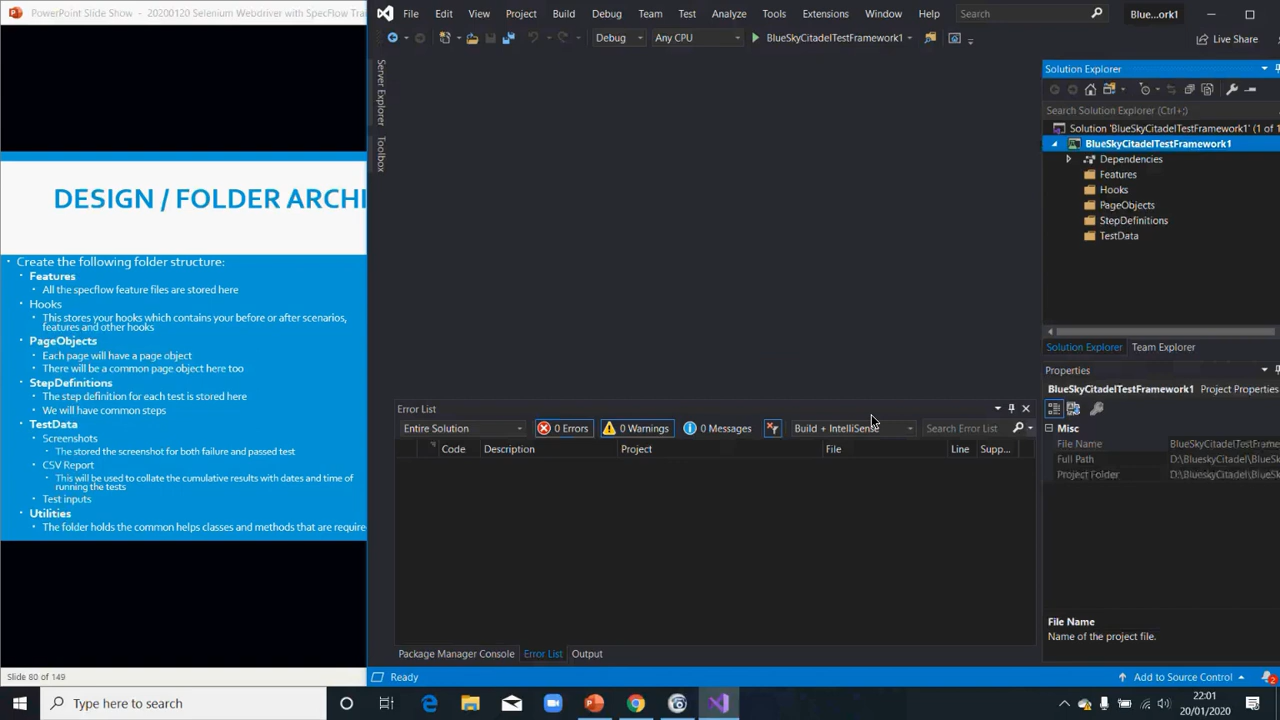 PowerPoint Slide Show - 20200120 Selenium Webdriver with SpecFlow Trai
DESIGN / FOLDER ARCHI
Create the following folder structure:
Features
All the specflow feature files are stored here
Hooks
This stores your hooks which contains your before or after scenarios,
features and other hooks
PageObjects
Each page will have a page object
There will be a common page object here too
StepDefinitions
The step definition for each test is stored here
We will have common steps
TestData
Screenshots
The stored the screenshot for both failure and passed test
CSV Report
This will be used to collate the cumulative results with dates and time of
running the tests
Test inputs
Utilities
The folder holds the common helps classes and methods that are require
Slide 80 of 149
File Edit View Project Build Debug Team Test Analyze Tools Extensions Window Help Search Blue...ork1
Debug Any CPU BlueSkyCitadelTestFramework1 Live Share
Server Explorer
Toolbox
Solution Explorer
Search Solution Explorer (Ctrl+;)
Solution 'BlueSkyCitadelTestFramework1' (1 of 1
BlueSkyCitadelTestFramework1
Dependencies
Features
Hooks
PageObjects
StepDefinitions
TestData
Solution Explorer Team Explorer
Properties
BlueSkyCitadelTestFramework1 Project Properties
Misc
File Name BlueSkyCitadelTestFrame
Full Path D:\BlueskyCitadel\BlueS
Project Folder D:\BlueskyCitadel\BlueS
File Name
Name of the project file.
Error List
Entire Solution 0 Errors 0 Warnings 0 Messages Build + IntelliSense Search Error List
Code Description Project File Line Supp...
Package Manager Console Error List Output
Ready Add to Source Control 2
Type here to search
22:01
20/01/2020